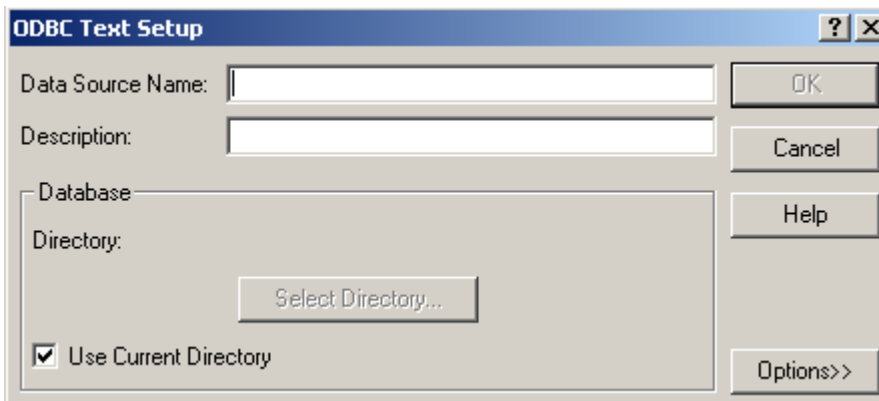 ODBC Text Setup
Data Source Name:
OK
Description:
Cancel
Database
Help
Directory:
Select Directory...
Use Current Directory
Options>>